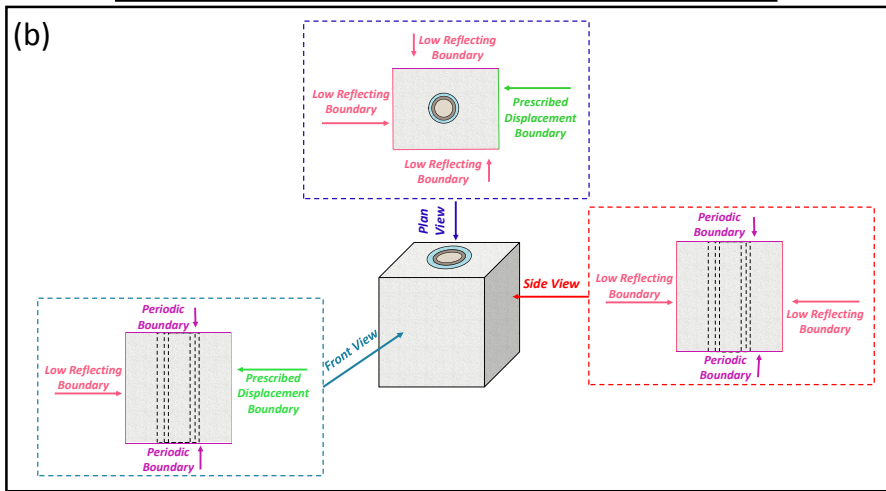 (b)
Low Reflecting
Boundary
Low Reflecting
Boundary
Prescribed
Displacement
Boundary
Low Reflecting
Boundary
Plan
View
Periodic
Boundary
Side View
Low Reflecting
Boundary
Low Reflecting
Boundary
Periodic
Boundary
Periodic
Boundary
Front View
Low Reflecting
Boundary
Prescribed
Displacement
Boundary
Periodic
Boundary